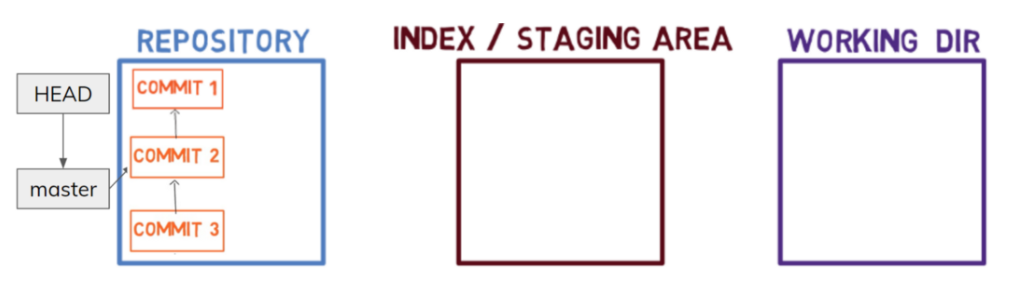 REPOSITORY
INDEX / STAGING AREA
WORKING DIR
HEAD
master
COMMIT 1
COMMIT 2
COMMIT 3